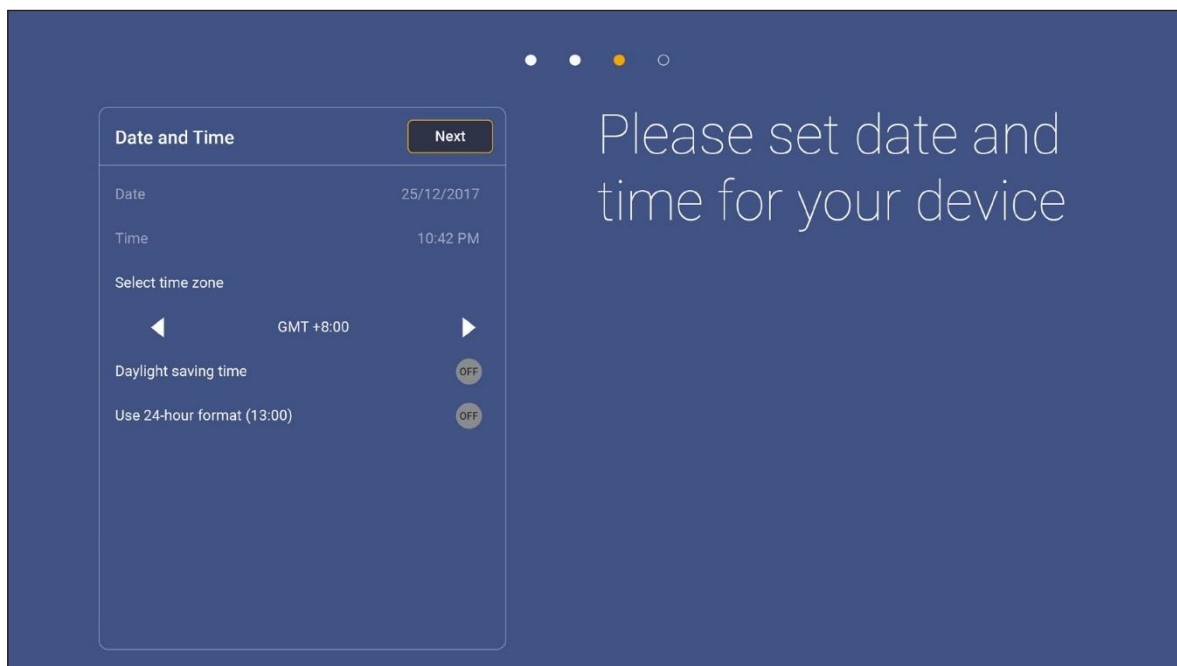 Date and Time
Next
Date
25/12/2017
Time
10:42 PM
Select time zone
GMT +8:00
Daylight saving time
OFF
Use 24-hour format (13:00)
OFF
Please set date and
time for your device